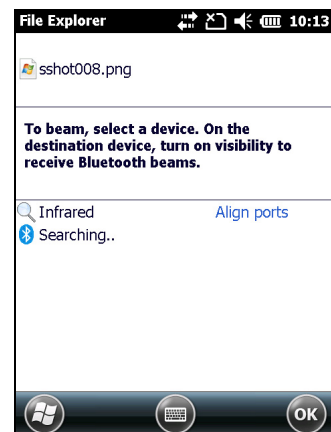 File Explorer 10:13
sshot008.png
To beam, select a device. On the
destination device, turn on visibility to
receive Bluetooth beams.
Infrared Align ports
Searching..
OK